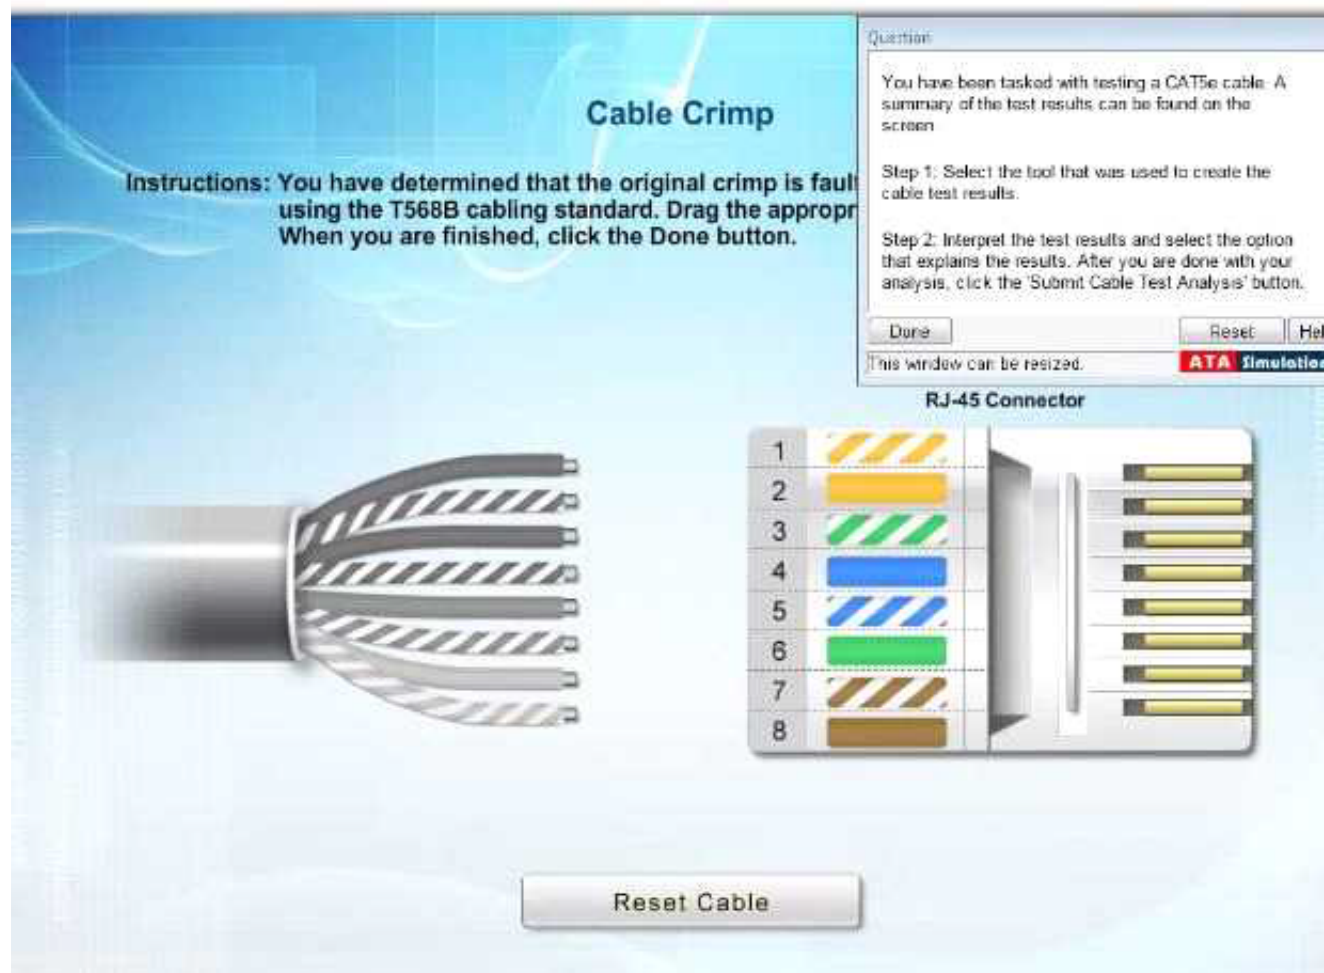 Question
You have been tasked with testing a CAT5e cable. A
summary of the test results can be found on the
screen
Step 1: Select the tool that was used to create the
cable test results.
Step 2: Interpret the test results and select the option
that explains the results. After you are done with your
analysis, click the 'Submit Cable Test Analysis' button.
Done
Reset
Hel
This window can be resized.
ATA Simulation
Cable Crimp
Instructions: You have determined that the original crimp is faul
using the T568B cabling standard. Drag the appropr
When you are finished, click the Done button.
RJ-45 Connector
1
2
3
4
5
6
7
8
Reset Cable